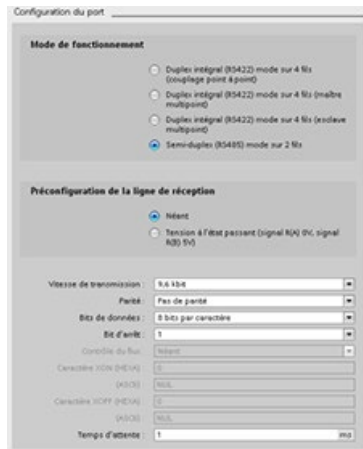 Configuration du port
Mode de fonctionnement
Duplex intégral (RS422) mode sur 4 fils
(couplage point à point)
Duplex intégral (RS422) mode sur 4 fils (maître
multipoint)
Duplex intégral (RS422) mode sur 4 fils (esclave
multipoint)
Semi-duplex (RS485) mode sur 2 fils
Préconfiguration de la ligne de réception
Néant
Tension à l'état passant (signal R(A) 0V, signal
R(B) 5V)
Vitesse de transmission : 9,6 kbit
Parité : Pas de parité
Bits de données : 8 bits par caractère
Bit d'arrêt : 1
Contrôle du flux : Néant
Caractère XON (HEXA) : 0
(ASCII) : NUL
Caractère XOFF (HEXA) : 0
(ASCII) : NUL
Temps d'attente : 1 ms